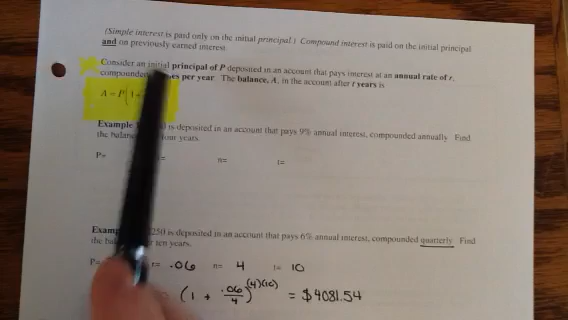 (Simple interest is paid only on the initial principal.) Compound interest is paid on the initial principal
and on previously earned interest.
Consider an initial principal of P deposited in an account that pays interest at an annual rate of r,
compounded es per year. The balance, A, in the account after t years is
A = P(1+
Example is deposited in an account that pays 9% annual interest, compounded annually. Find
the balan four years.
P= = n= t=
Examp 250 is deposited in an account that pays 6% annual interest, compounded quarterly. Find
the bal r ten years.
P= r= .06 n= 4 t= 10
(1 + .06/4)^(4)(10) = $4081.54